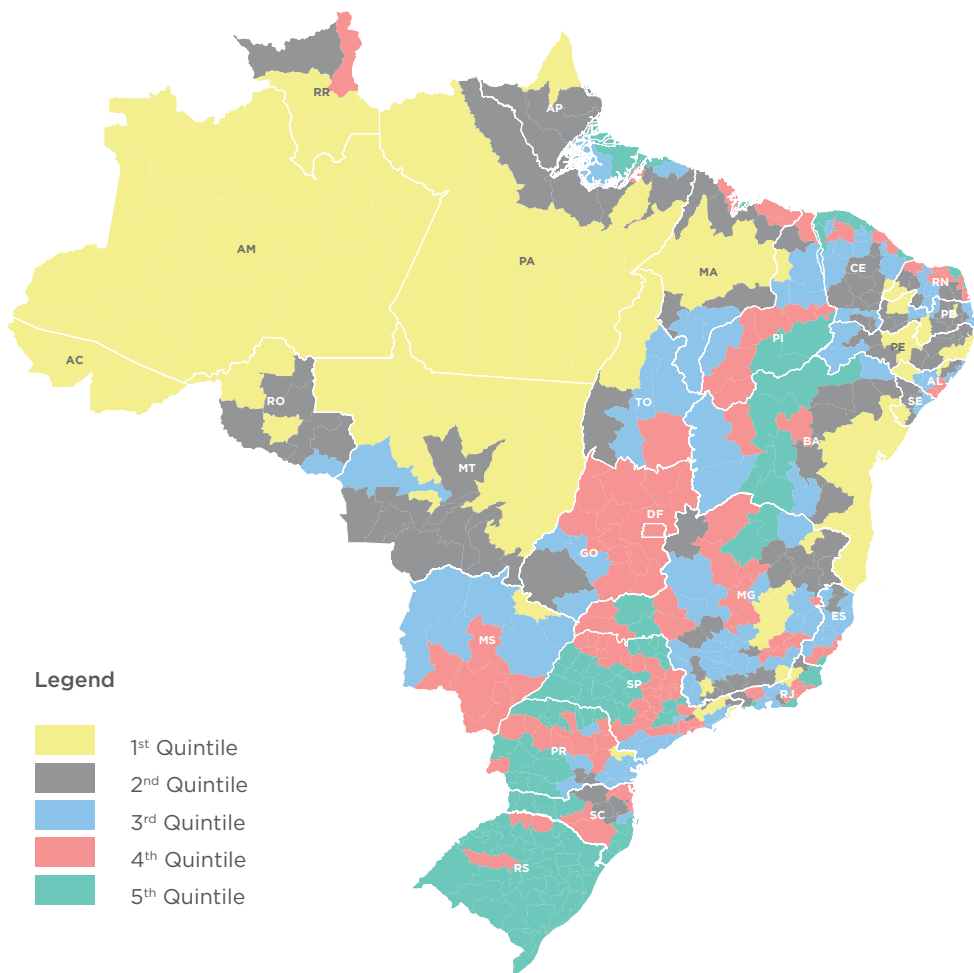 RR
AP
AM
PA
MA
CE
RN
PB
PI
PE
AC
AL
TO
SE
RO
BA
MT
DF
GO
MG
ES
MS
SP
RJ
PR
SC
RS
Legend
1st Quintile
2nd Quintile
3rd Quintile
4th Quintile
5th Quintile